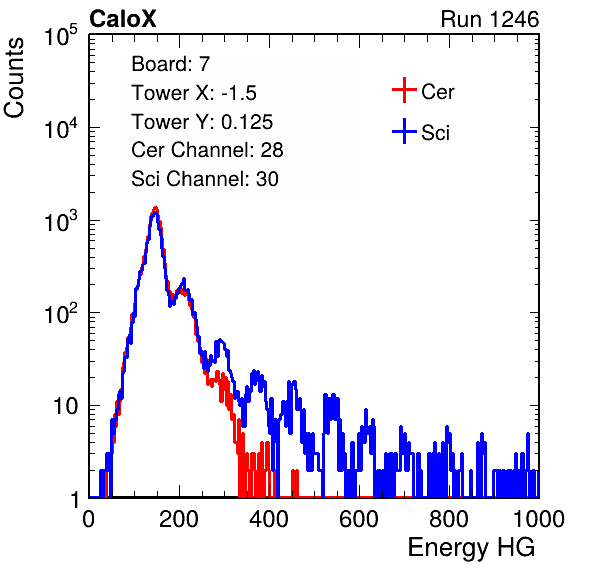 CaloX Run 1246
Counts
10^5
10^4
10^3
10^2
10
1
Board: 7
Tower X: -1.5
Tower Y: 0.125
Cer Channel: 28
Sci Channel: 30
Cer
Sci
0 200 400 600 800 1000
Energy HG